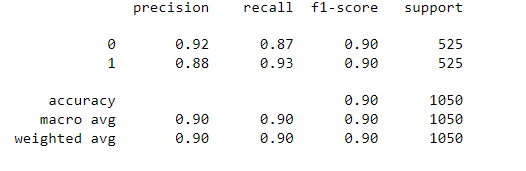 precision recall f1-score support
0 0.92 0.87 0.90 525
1 0.88 0.93 0.90 525
accuracy 0.90 1050
macro avg 0.90 0.90 0.90 1050
weighted avg 0.90 0.90 0.90 1050